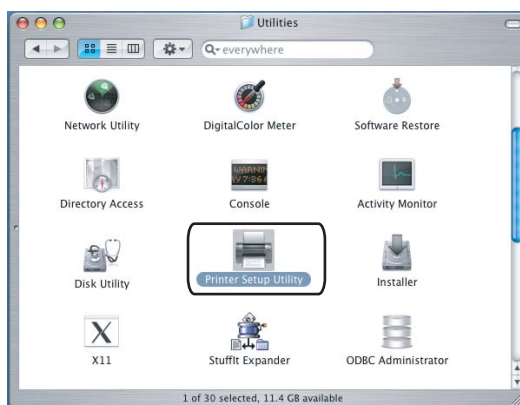 Utilities
everywhere
Network Utility DigitalColor Meter Software Restore
Directory Access Console Activity Monitor
Disk Utility Printer Setup Utility Installer
X11 StuffIt Expander ODBC Administrator
1 of 30 selected, 11.4 GB available